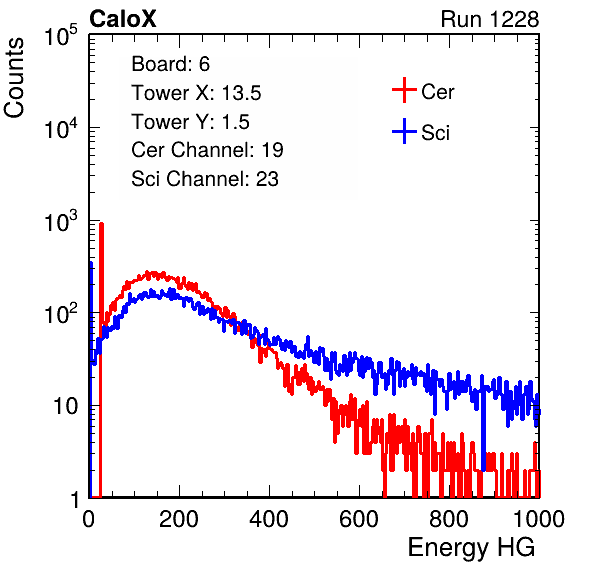 CaloX Run 1228
Counts
10^5
10^4
10^3
10^2
10
1
Board: 6
Tower X: 13.5
Tower Y: 1.5
Cer Channel: 19
Sci Channel: 23
Cer
Sci
0 200 400 600 800 1000
Energy HG